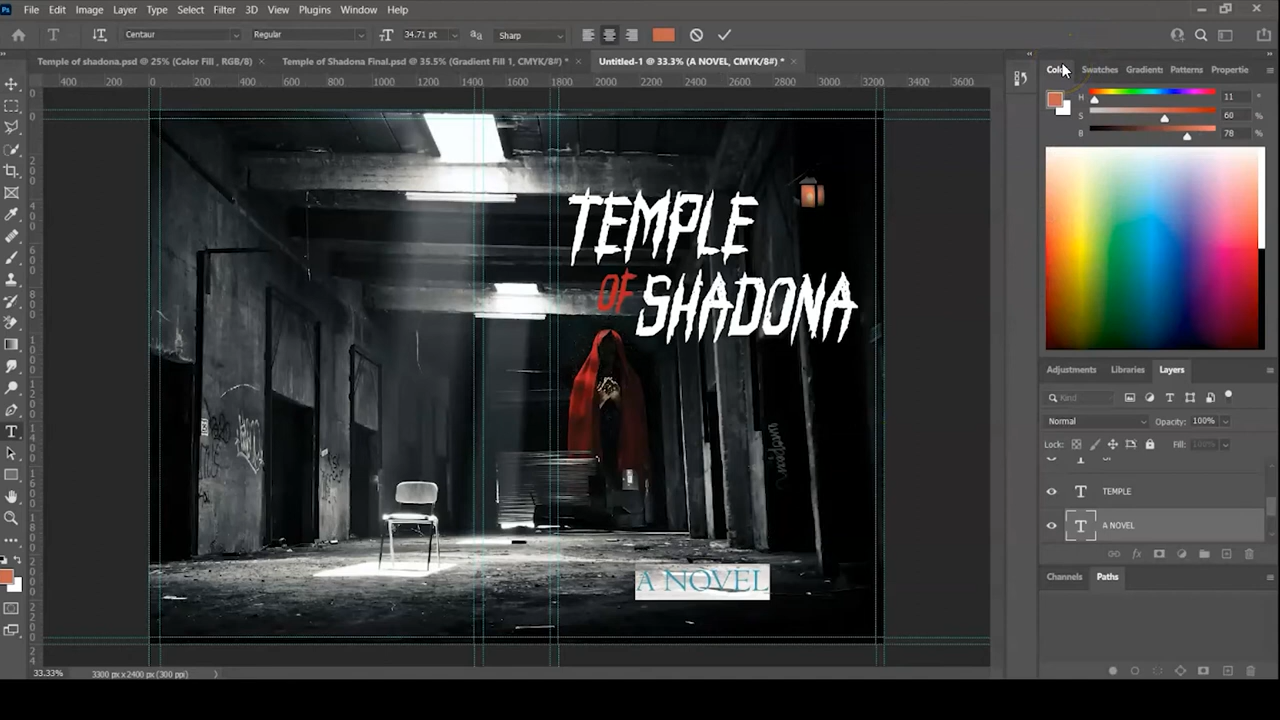 Ps File Edit Image Layer Type Select Filter 3D View Plugins Window Help
T Centaur Regular 34.71 pt aa Sharp
Temple of shadona.psd @ 25% (Color Fill , RGB/8) × Temple of Shadona Final.psd @ 35.5% (Gradient Fill 1, CMYK/8#) * × Untitled-1 @ 33.3% (A NOVEL, CMYK/8#) * ×
Color Swatches Gradients Patterns Propertie
400 200 0 200 400 600 800 1000 1200 1400 1600 1800 2000 2200 2400 2600 2800 3000 3200 3400 3600
H 11 °
S 60 %
B 78 %
TEMPLE
OF SHADONA
A NOVEL
Adjustments Libraries Layers
Kind
Normal Opacity: 100%
Lock: Fill: 100%
OF
T TEMPLE
T A NOVEL
Channels Paths
33.33% 3300 px x 2400 px (300 ppi)